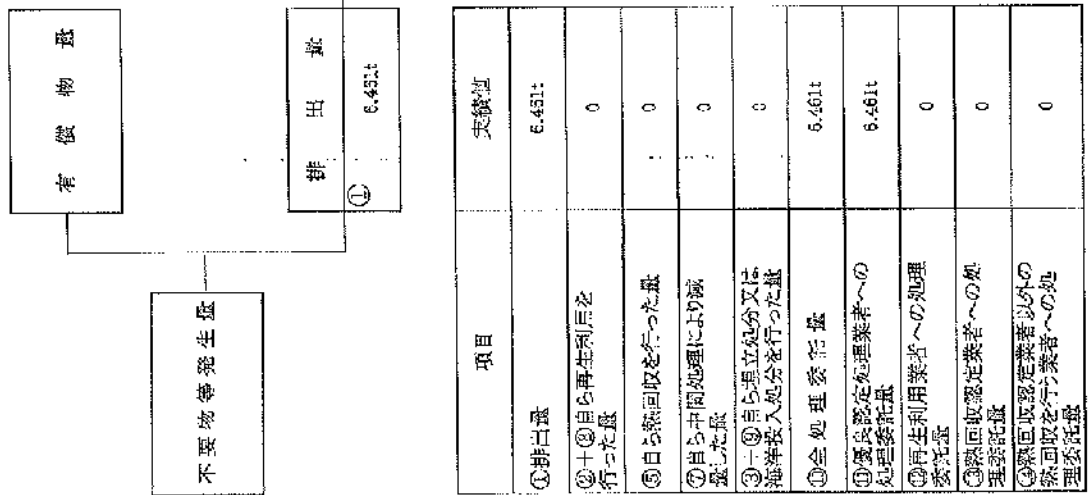 有償物量
不要物等発生量
排出量
①
6.461t
項目
実績値
①排出量
6.461t
②+⑧自ら再生利用を
行った量
0
⑤自ら熱回収を行った量
0
⑦自ら中間処理により減
量した量
0
③+⑨自ら埋立処分又は
海洋投入処分を行った量
0
⑩全処理委託量
6.461t
⑪優良認定処理業者への
処理委託量
6.461t
⑫再生利用業者への処理
委託量
0
⑬熱回収認定業者への処
理委託量
0
⑭熱回収認定業者以外の
熱回収を行う業者への処
理委託量
0